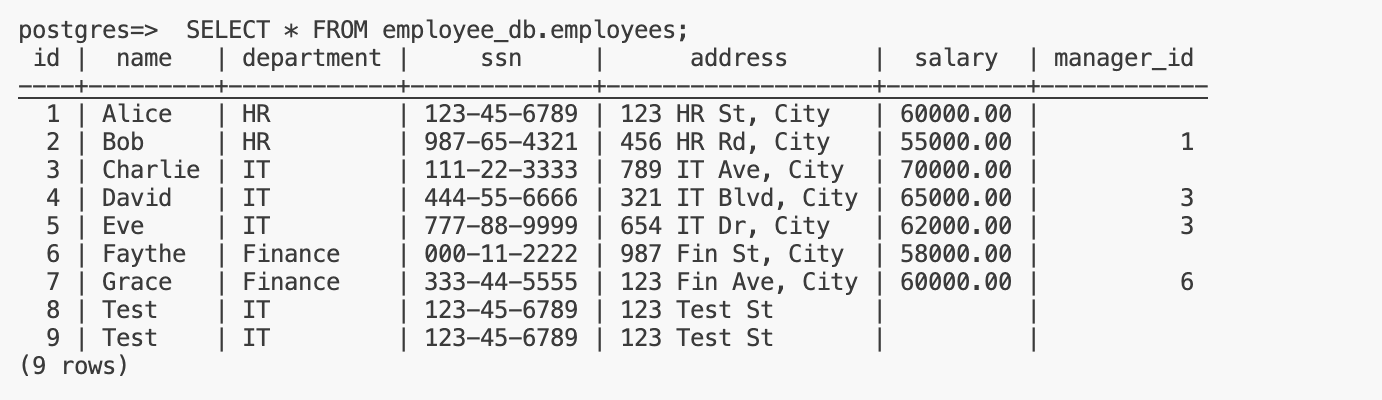 postgres=>  SELECT * FROM employee_db.employees;
 id |  name   | department |     ssn     |      address      |  salary  | manager_id
----+---------+------------+-------------+-------------------+----------+------------
  1 | Alice   | HR         | 123-45-6789 | 123 HR St, City   | 60000.00 |
  2 | Bob     | HR         | 987-65-4321 | 456 HR Rd, City   | 55000.00 |          1
  3 | Charlie | IT         | 111-22-3333 | 789 IT Ave, City  | 70000.00 |
  4 | David   | IT         | 444-55-6666 | 321 IT Blvd, City | 65000.00 |          3
  5 | Eve     | IT         | 777-88-9999 | 654 IT Dr, City   | 62000.00 |          3
  6 | Faythe  | Finance    | 000-11-2222 | 987 Fin St, City  | 58000.00 |
  7 | Grace   | Finance    | 333-44-5555 | 123 Fin Ave, City | 60000.00 |          6
  8 | Test    | IT         | 123-45-6789 | 123 Test St       |          |
  9 | Test    | IT         | 123-45-6789 | 123 Test St       |          |
(9 rows)